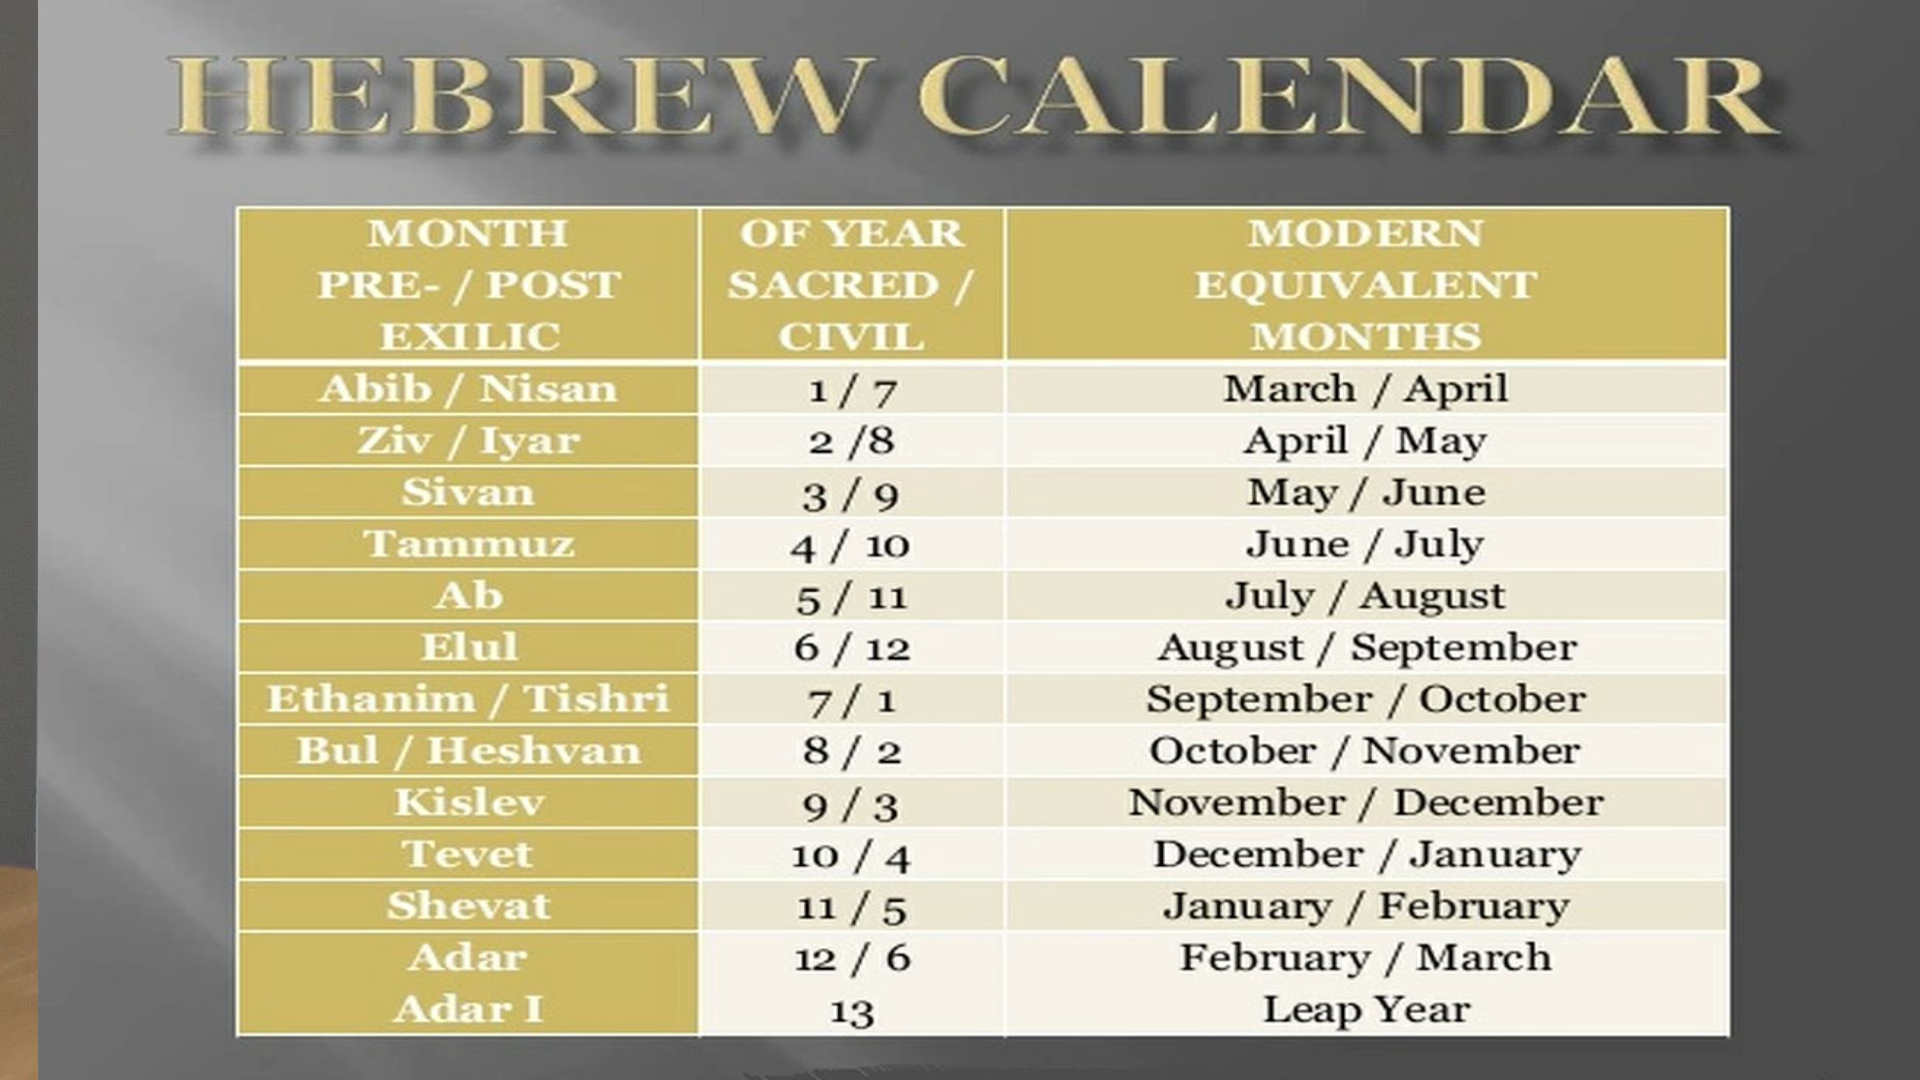 HEBREW CALENDAR
MONTH PRE- / POST EXILIC OF YEAR SACRED / CIVIL MODERN EQUIVALENT MONTHS
Abib / Nisan 1 / 7 March / April
Ziv / Iyar 2 /8 April / May
Sivan 3 / 9 May / June
Tammuz 4 / 10 June / July
Ab 5 / 11 July / August
Elul 6 / 12 August / September
Ethanim / Tishri 7 / 1 September / October
Bul / Heshvan 8 / 2 October / November
Kislev 9 / 3 November / December
Tevet 10 / 4 December / January
Shevat 11 / 5 January / February
Adar 12 / 6 February / March
Adar I 13 Leap Year